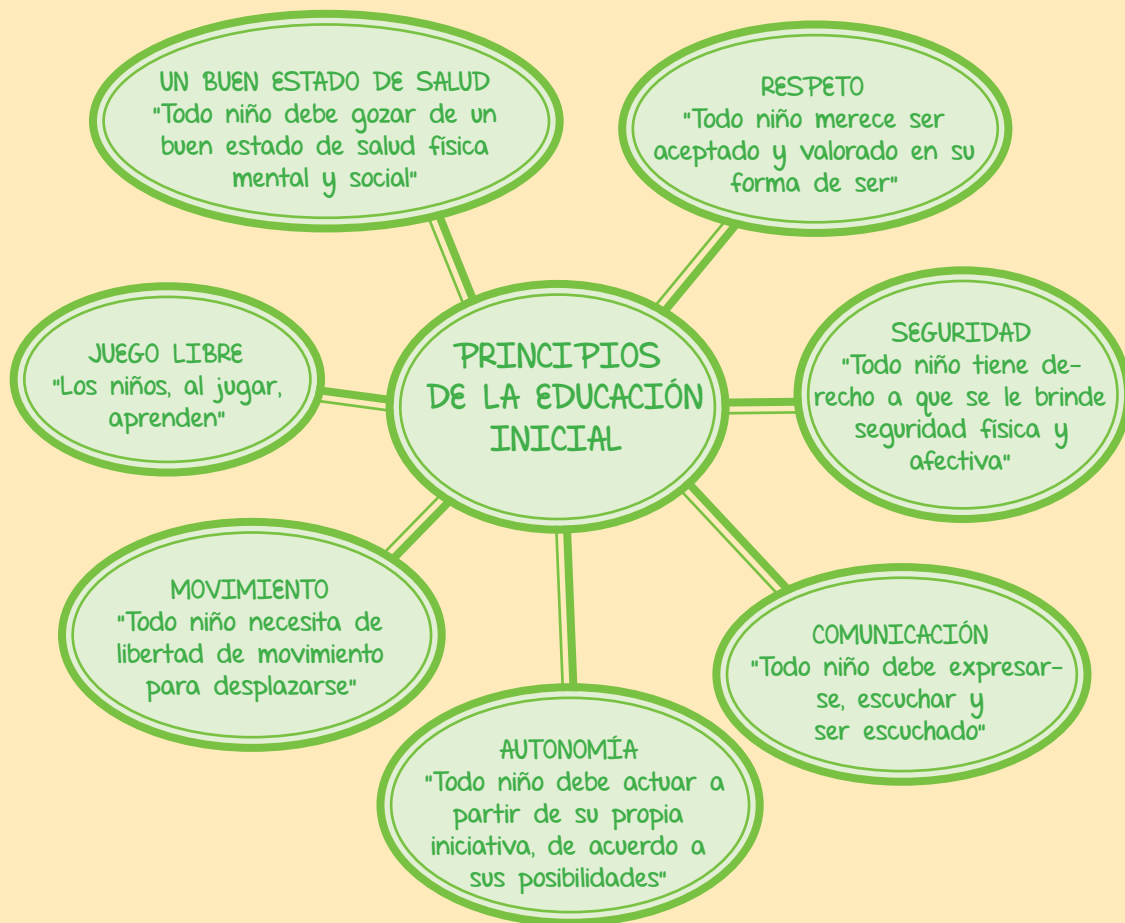 UN BUEN ESTADO DE SALUD
"Todo niño debe gozar de un
buen estado de salud física
mental y social"
RESPETO
"Todo niño merece ser
aceptado y valorado en su
forma de ser"
JUEGO LIBRE
"Los niños, al jugar,
aprenden"
PRINCIPIOS
DE LA EDUCACIÓN
INICIAL
SEGURIDAD
"Todo niño tiene de-
recho a que se le brinde
seguridad física y
afectiva"
MOVIMIENTO
"Todo niño necesita de
libertad de movimiento
para desplazarse"
COMUNICACIÓN
"Todo niño debe expresar-
se, escuchar y
ser escuchado"
AUTONOMÍA
"Todo niño debe actuar a
partir de su propia
iniciativa, de acuerdo a
sus posibilidades"